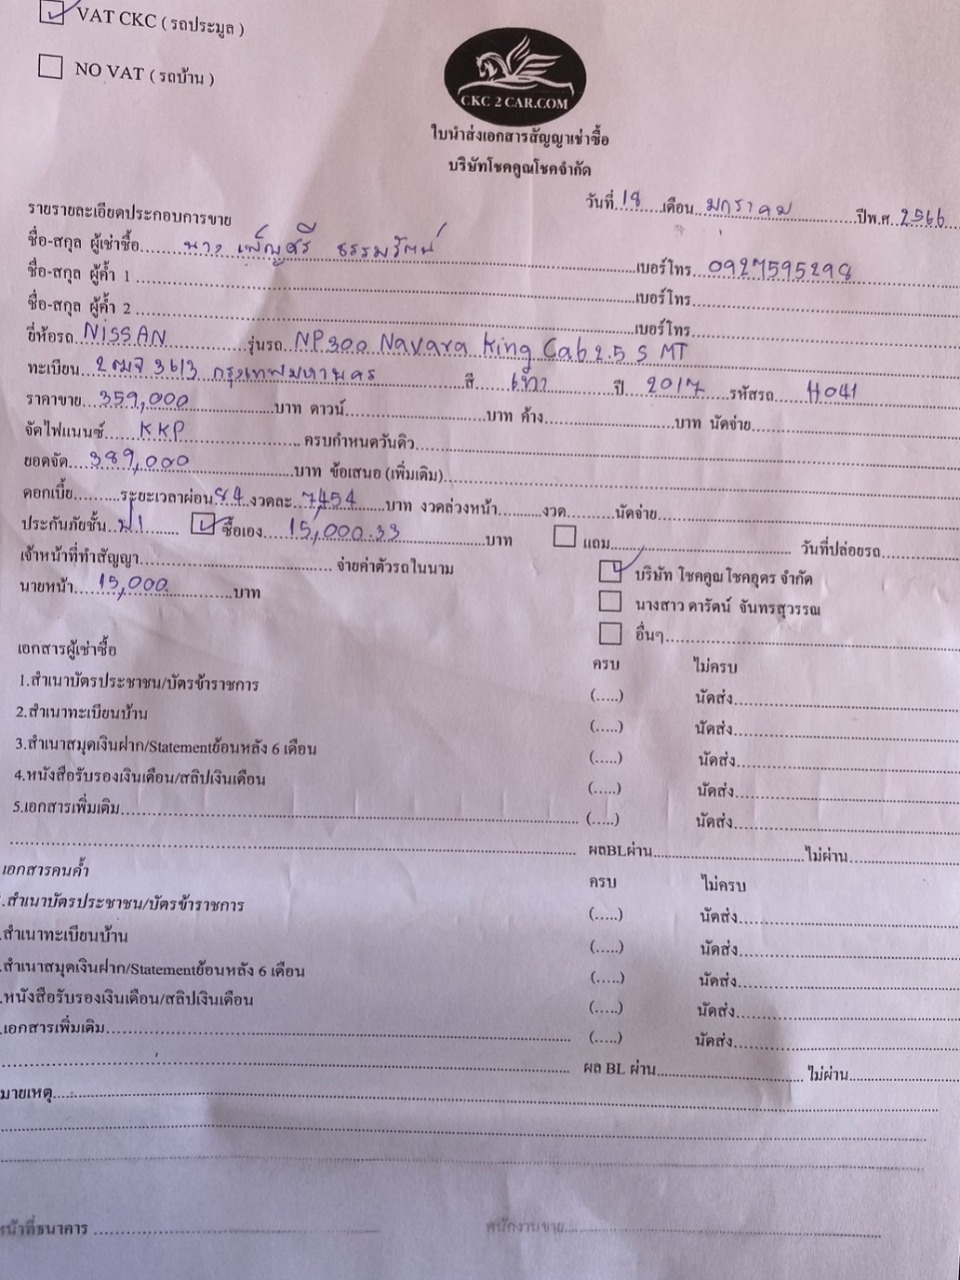 VAT CKC ( รถประมูล )
NO VAT ( รถบ้าน )
CKC 2 CAR.COM
ใบนำส่งเอกสารสัญญาเช่าซื้อ
บริษัทโชคคูณโชคจำกัด
วันที่ 18 เดือน มกราคม ปีพ.ศ. 2566
รายรายละเอียดประกอบการขาย
ชื่อ-สกุล ผู้เช่าซื้อ นาง เพ็ญศรี ธรรมรัตน์ เบอร์โทร 0927595298
ชื่อ-สกุล ผู้ค้ำ 1 เบอร์โทร
ชื่อ-สกุล ผู้ค้ำ 2 เบอร์โทร
ยี่ห้อรถ NISSAN รุ่นรถ NP300 Navara King Cab 2.5 S MT
ทะเบียน 2ฒจ 3613 กรุงเทพมหานคร สี เทา ปี 2017 รหัสรถ H041
ราคาขาย 359,000 บาท ดาวน์ บาท ค้าง บาท นัดจ่าย
จัดไฟแนนซ์ KKP ครบกำหนดวันคิว
ยอดจัด 389,000 บาท ข้อเสนอ (เพิ่มเติม)
ดอกเบี้ย ระยะเวลาผ่อน 84 งวดละ 7,454 บาท งวดล่วงหน้า งวด นัดจ่าย
ประกันภัยชั้น ป1 ซื้อเอง 15,000.33 บาท แถม วันที่ปล่อยรถ
เจ้าหน้าที่ทำสัญญา จ่ายค่าตัวรถในนาม บริษัท โชคคูณโชคอุดร จำกัด
นายหน้า 15,000 บาท นางสาว ดารัตน์ จันทรสุวรรณ
อื่นๆ
เอกสารผู้เช่าซื้อ ครบ ไม่ครบ
1.สำเนาบัตรประชาชน/บัตรข้าราชการ (.....) นัดส่ง
2.สำเนาทะเบียนบ้าน (.....) นัดส่ง
3.สำเนาสมุดเงินฝาก/Statementย้อนหลัง 6 เดือน (.....) นัดส่ง
4.หนังสือรับรองเงินเดือน/สลิปเงินเดือน (.....) นัดส่ง
5.เอกสารเพิ่มเติม (.....) นัดส่ง
ผลBLผ่าน ไม่ผ่าน
เอกสารคนค้ำ ครบ ไม่ครบ
.สำเนาบัตรประชาชน/บัตรข้าราชการ (.....) นัดส่ง
.สำเนาทะเบียนบ้าน (.....) นัดส่ง
.สำเนาสมุดเงินฝาก/Statementย้อนหลัง 6 เดือน (.....) นัดส่ง
.หนังสือรับรองเงินเดือน/สลิปเงินเดือน (.....) นัดส่ง
.เอกสารเพิ่มเติม (.....) นัดส่ง
ผล BL ผ่าน ไม่ผ่าน
มายเหตุ
หน้าที่ธนาคาร พนักงานขาย